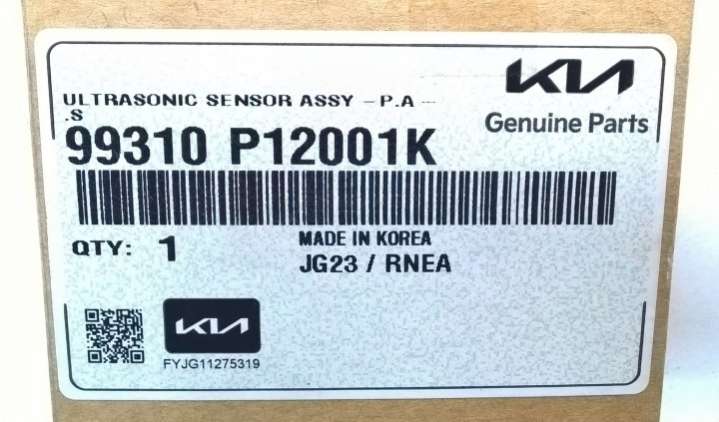 KIA
Genuine Parts
ULTRASONIC SENSOR ASSY - P.A -
.S
99310 P12001K
QTY: 1
MADE IN KOREA
JG23 / RNEA
KIA
FYJG11275319